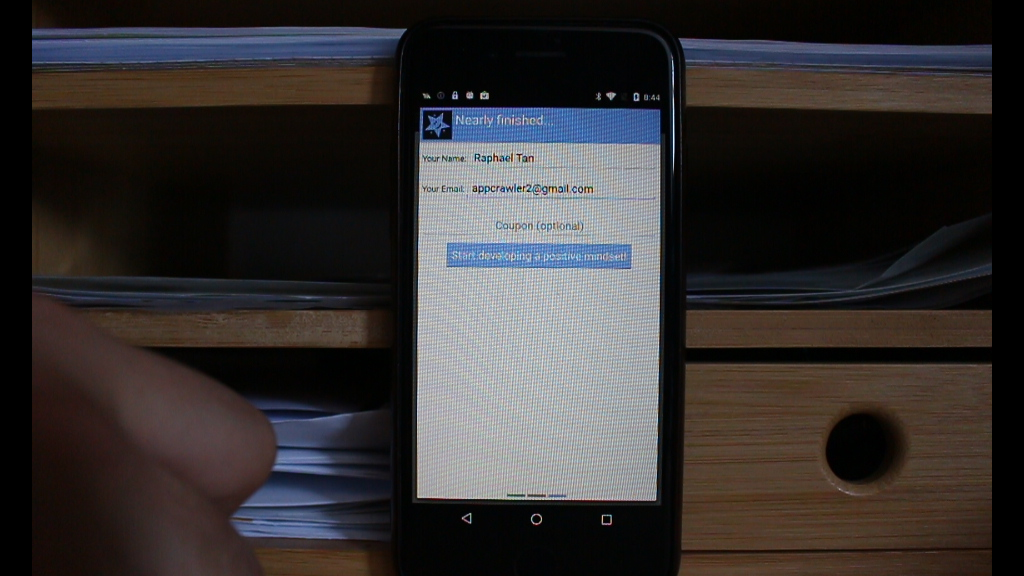 8:44
Nearly finished...
Your Name: Raphael Tan
Your Email: appcrawler2@gmail.com
Coupon (optional)
Start developing a positive mindset!